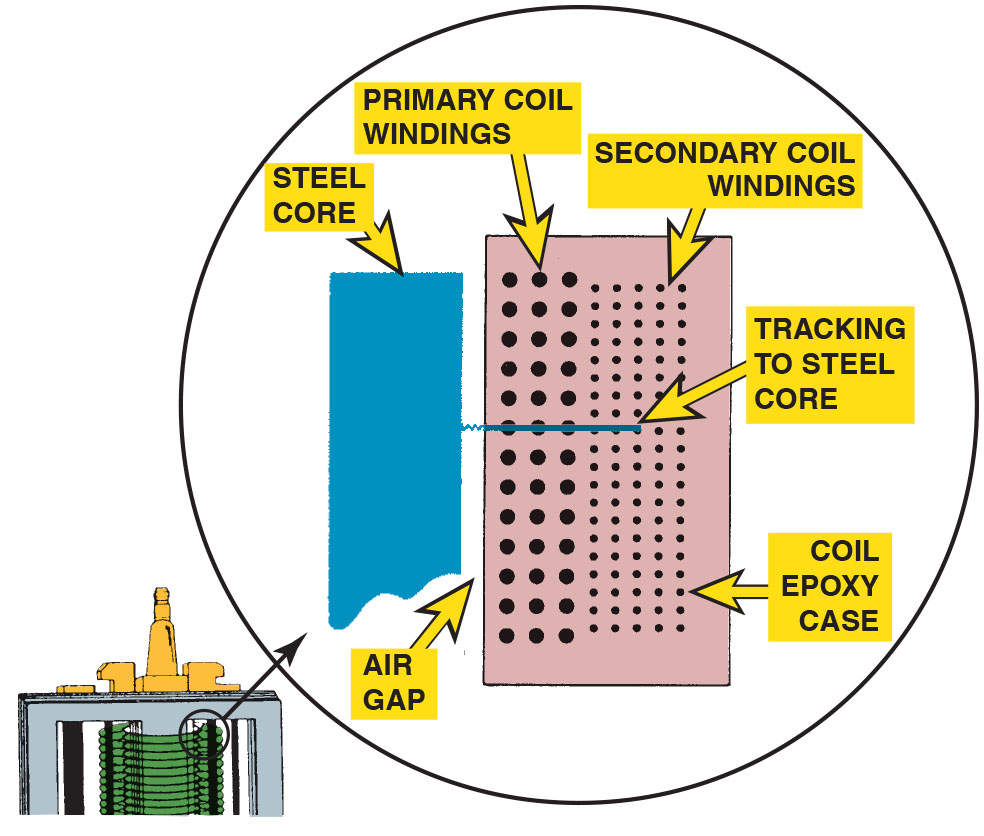 PRIMARY COIL
WINDINGS
SECONDARY COIL
WINDINGS
STEEL
CORE
TRACKING
TO STEEL
CORE
COIL
EPOXY
CASE
AIR
GAP